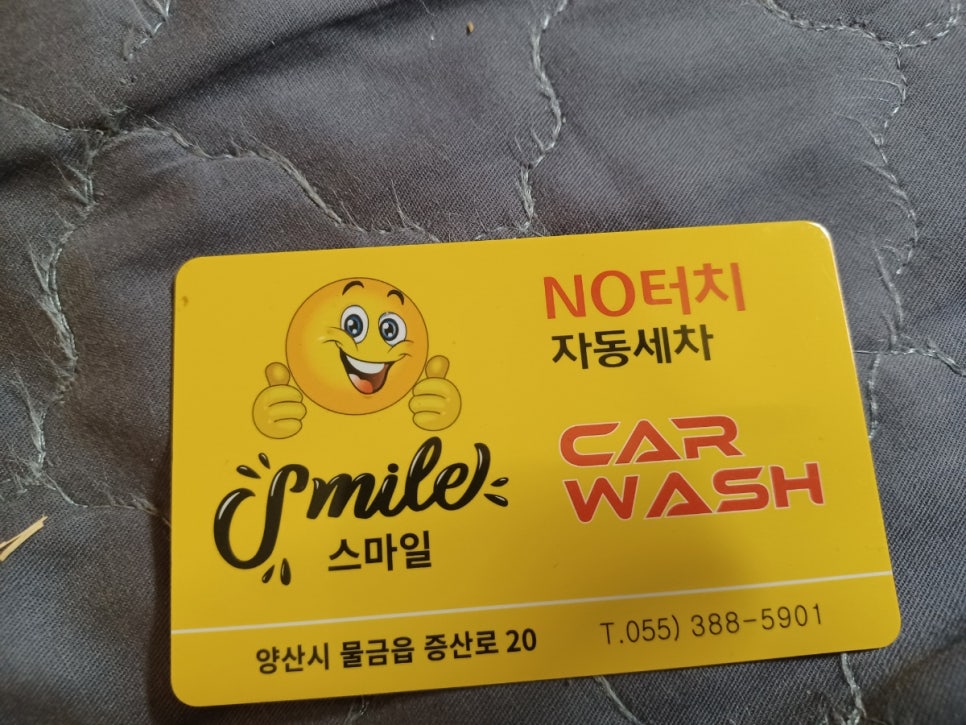 NO터치
자동세차
CAR
WASH
Smile
스마일
양산시 물금읍 증산로 20
T.055) 388-5901